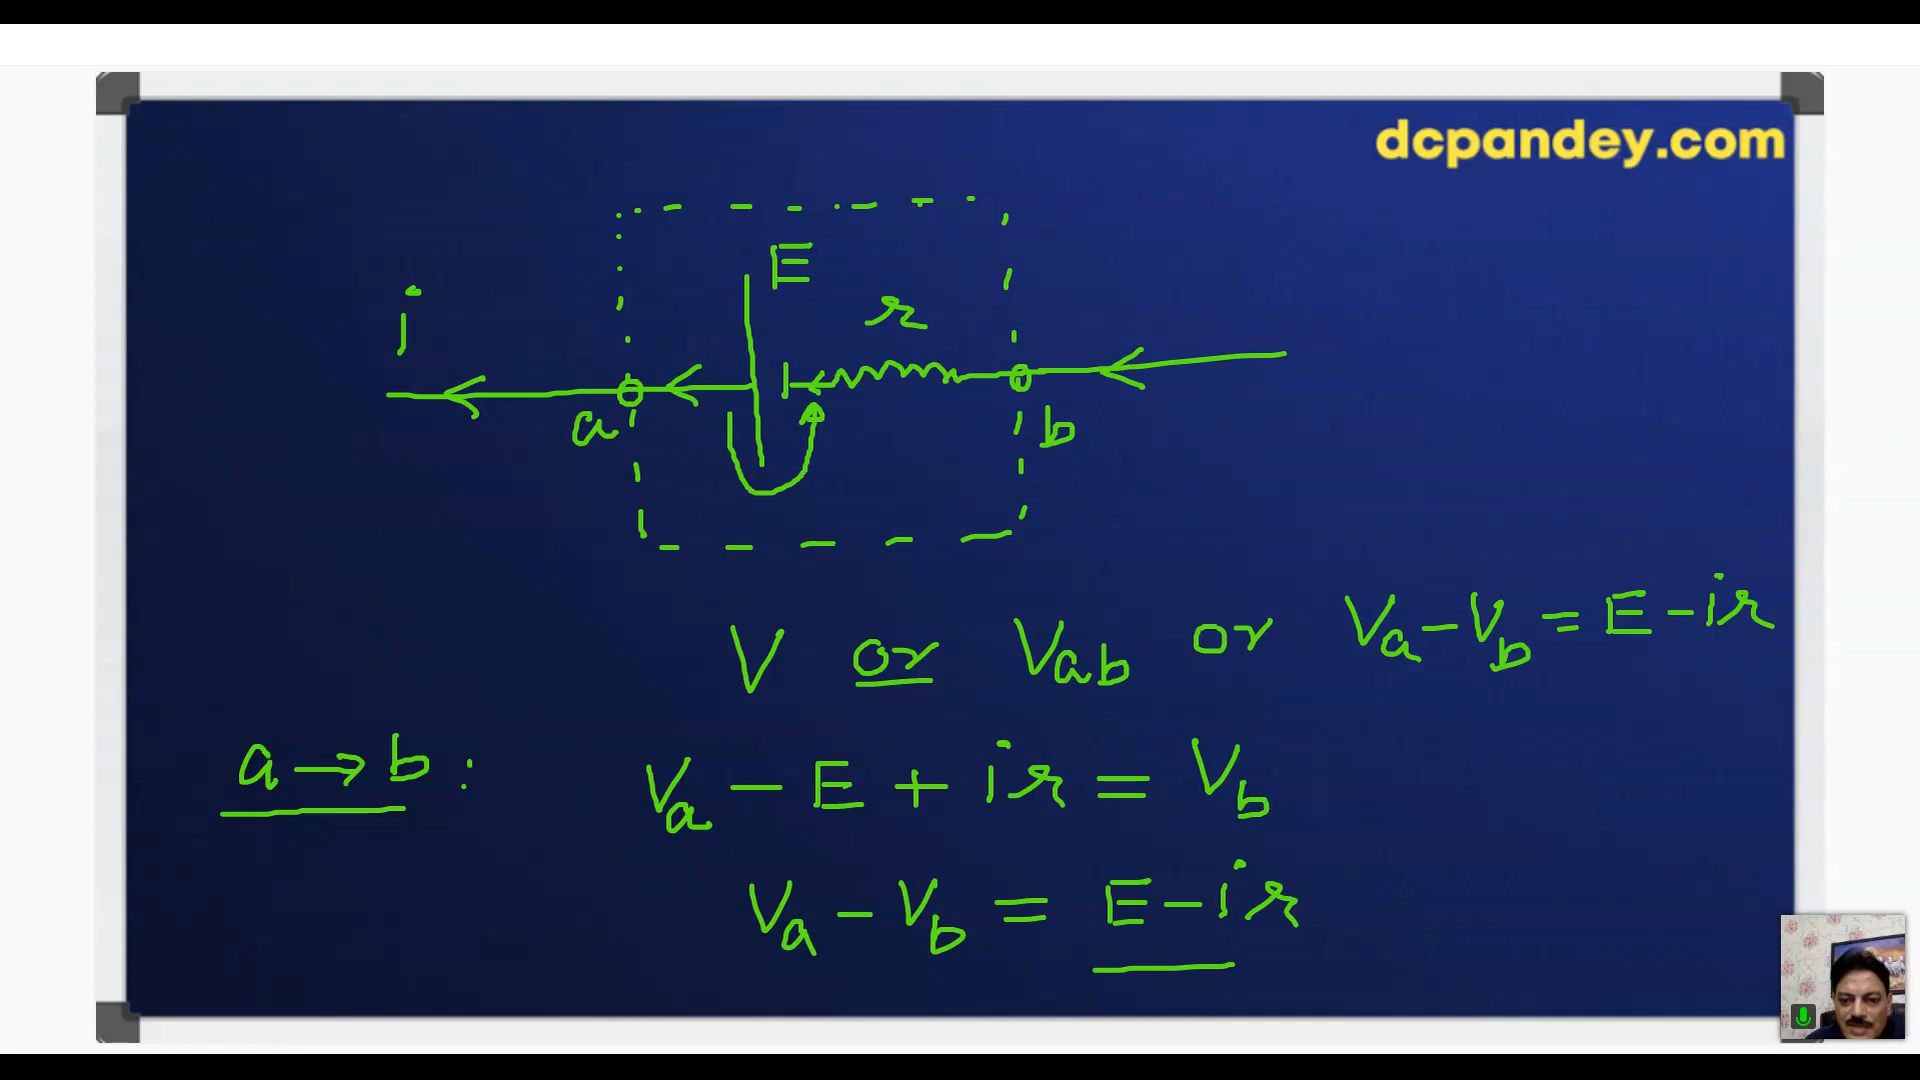 dcpandey.com
E
i
r
a
b
V or Vab or Va - Vb = E - ir
a → b : Va - E + ir = Vb
Va - Vb = E - ir